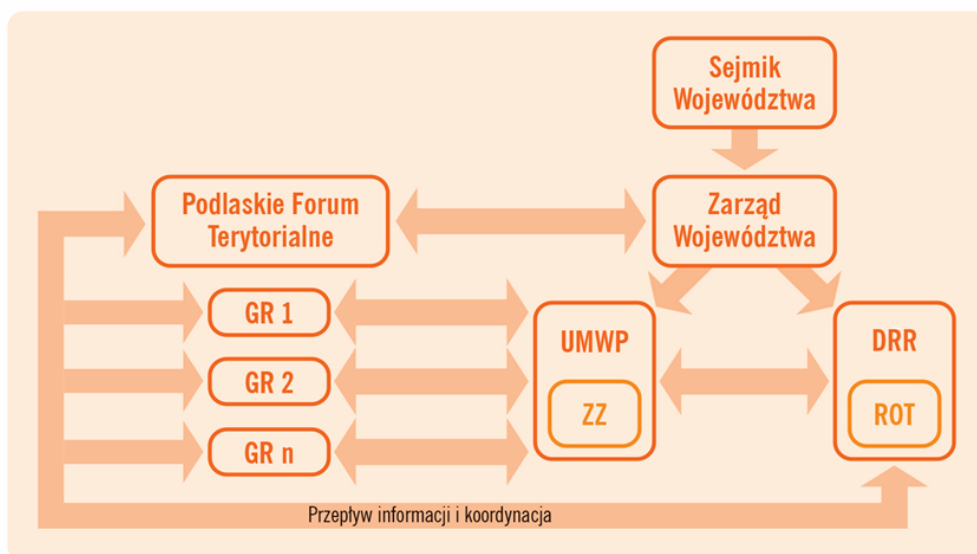 Sejmik
Województwa
Podlaskie Forum
Terytorialne
Zarząd
Województwa
GR 1
GR 2
GR n
UMWP
ZZ
DRR
ROT
Przepływ informacji i koordynacja